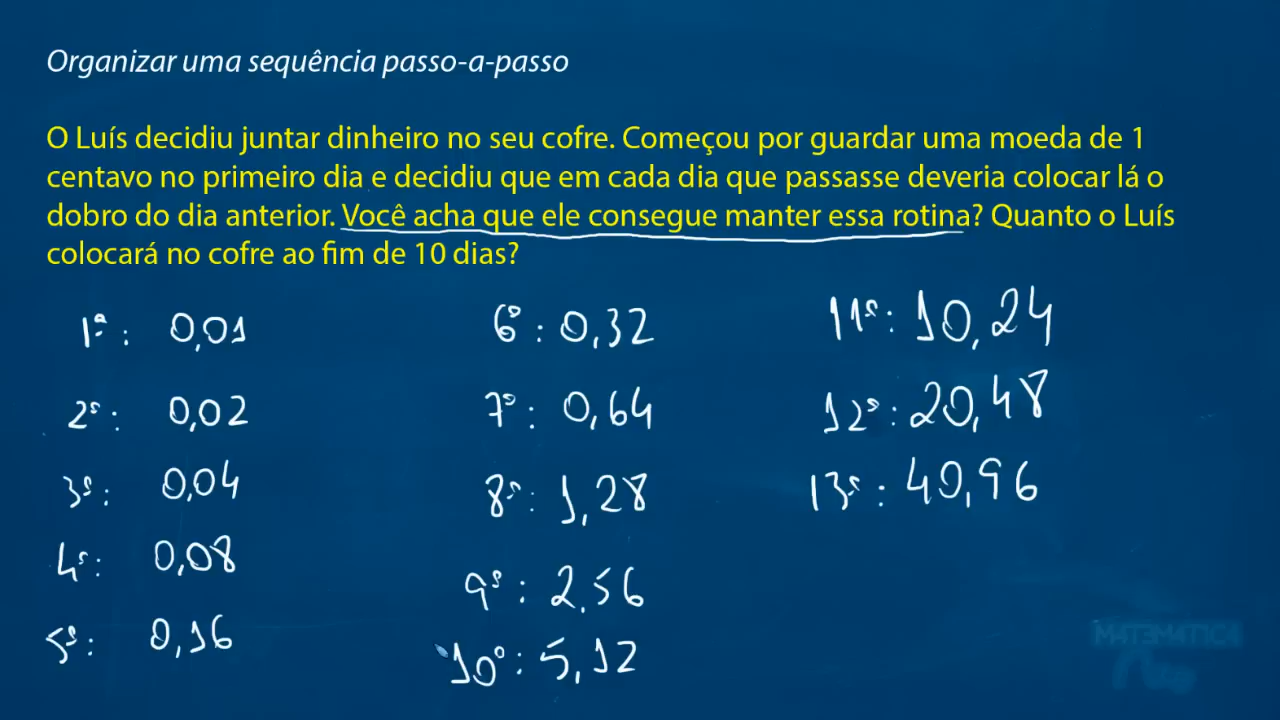 Organizar uma sequência passo-a-passo
O Luís decidiu juntar dinheiro no seu cofre. Começou por guardar uma moeda de 1
centavo no primeiro dia e decidiu que em cada dia que passasse deveria colocar lá o
dobro do dia anterior. Você acha que ele consegue manter essa rotina? Quanto o Luís
colocará no cofre ao fim de 10 dias?
1º: 0,01
2º: 0,02
3º: 0,04
4º: 0,08
5º: 0,16
6º: 0,32
7º: 0,64
8º: 1,28
9º: 2,56
10º: 5,12
11º: 10,24
12º: 20,48
13º: 40,96
M4T3M4T1C4